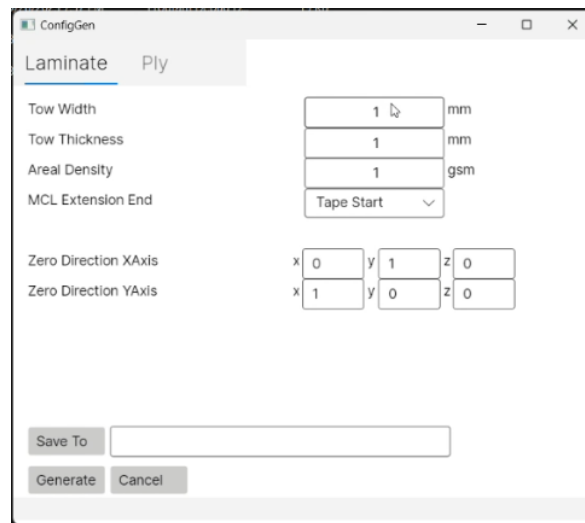 ConfigGen
Laminate Ply
Tow Width 1 mm
Tow Thickness 1 mm
Areal Density 1 gsm
MCL Extension End Tape Start
Zero Direction XAxis x 0 y 1 z 0
Zero Direction YAxis x 1 y 0 z 0
Save To
Generate Cancel